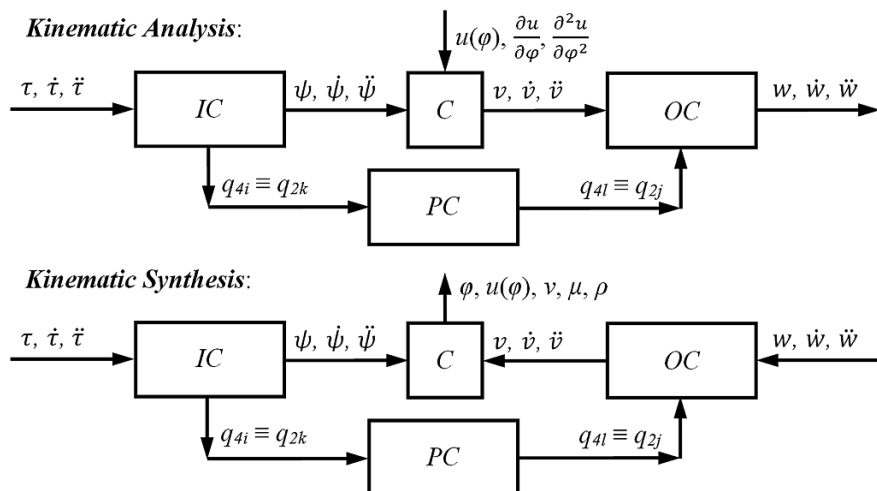 Kinematic Analysis:
u(φ), ∂u/∂φ, ∂²u/∂φ²
τ, τ̇, τ̈
IC
ψ, ψ̇, ψ̈
C
v, v̇, v̈
OC
w, ẇ, ẅ
q4i ≡ q2k
PC
q4l ≡ q2j
Kinematic Synthesis:
φ, u(φ), ν, μ, ρ
τ, τ̇, τ̈
IC
ψ, ψ̇, ψ̈
C
v, v̇, v̈
OC
w, ẇ, ẅ
q4i ≡ q2k
PC
q4l ≡ q2j